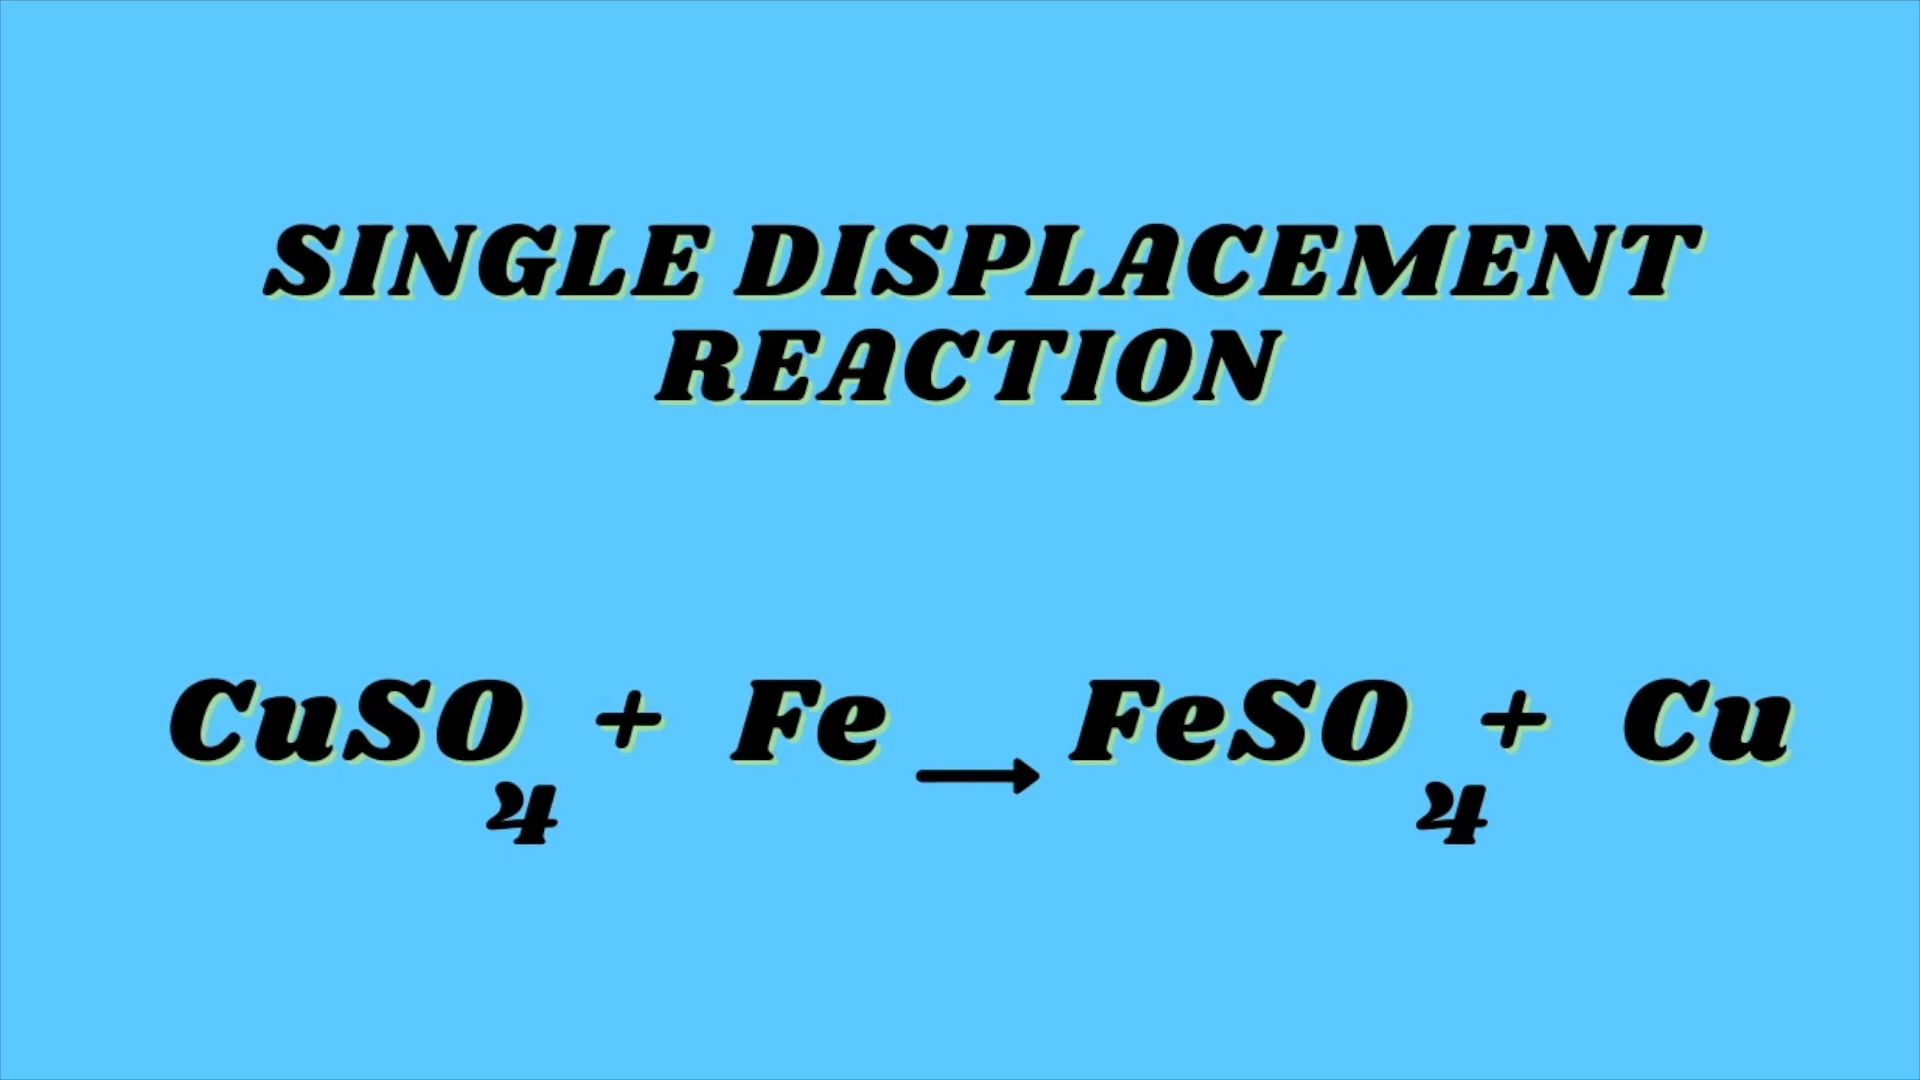 SINGLE DISPLACEMENT
REACTION
CuSO₄ + Fe → FeSO₄ + Cu